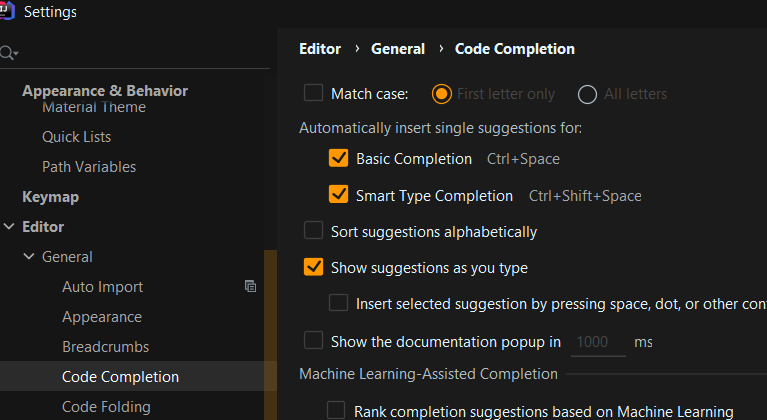 Settings
Appearance & Behavior
Material Theme
Quick Lists
Path Variables
Keymap
Editor
General
Auto Import
Appearance
Breadcrumbs
Code Completion
Code Folding
Editor › General › Code Completion
Match case: First letter only All letters
Automatically insert single suggestions for:
Basic Completion Ctrl+Space
Smart Type Completion Ctrl+Shift+Space
Sort suggestions alphabetically
Show suggestions as you type
Insert selected suggestion by pressing space, dot, or other con
Show the documentation popup in 1000 ms
Machine Learning-Assisted Completion
Rank completion suggestions based on Machine Learning